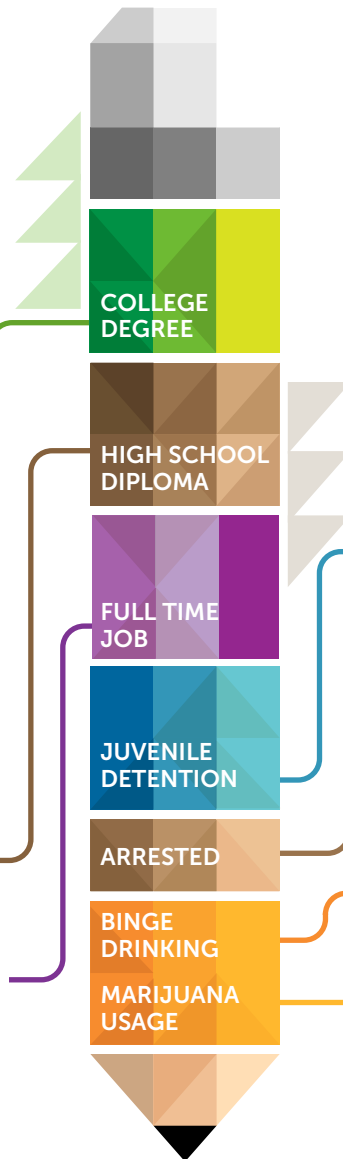 COLLEGE
DEGREE
HIGH SCHOOL
DIPLOMA
FULL TIME
JOB
JUVENILE
DETENTION
ARRESTED
BINGE
DRINKING
MARIJUANA
USAGE